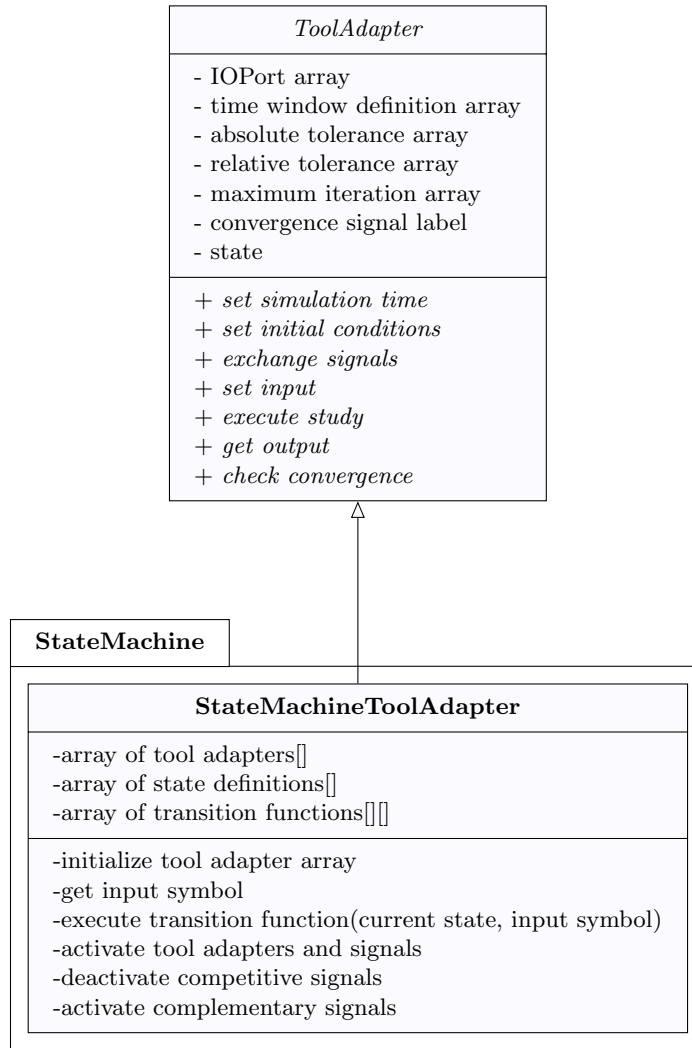 ToolAdapter
- IOPort array
- time window definition array
- absolute tolerance array
- relative tolerance array
- maximum iteration array
- convergence signal label
- state
+ set simulation time
+ set initial conditions
+ exchange signals
+ set input
+ execute study
+ get output
+ check convergence
StateMachine
StateMachineToolAdapter
-array of tool adapters[]
-array of state definitions[]
-array of transition functions[][]
-initialize tool adapter array
-get input symbol
-execute transition function(current state, input symbol)
-activate tool adapters and signals
-deactivate competitive signals
-activate complementary signals